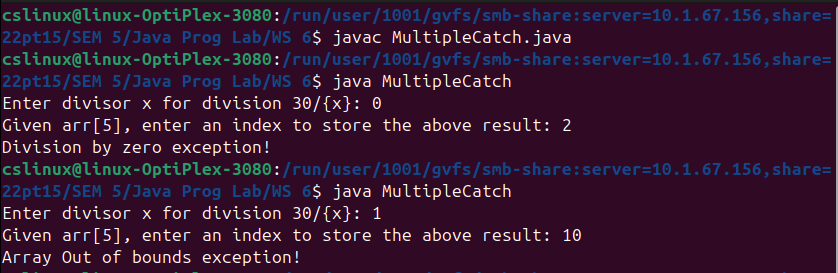 cslinux@linux-OptiPlex-3080:/run/user/1001/gvfs/smb-share:server=10.1.67.156,share=
22pt15/SEM 5/Java Prog Lab/WS 6$ javac MultipleCatch.java
cslinux@linux-OptiPlex-3080:/run/user/1001/gvfs/smb-share:server=10.1.67.156,share=
22pt15/SEM 5/Java Prog Lab/WS 6$ java MultipleCatch
Enter divisor x for division 30/{x}: 0
Given arr[5], enter an index to store the above result: 2
Division by zero exception!
cslinux@linux-OptiPlex-3080:/run/user/1001/gvfs/smb-share:server=10.1.67.156,share=
22pt15/SEM 5/Java Prog Lab/WS 6$ java MultipleCatch
Enter divisor x for division 30/{x}: 1
Given arr[5], enter an index to store the above result: 10
Array Out of bounds exception!